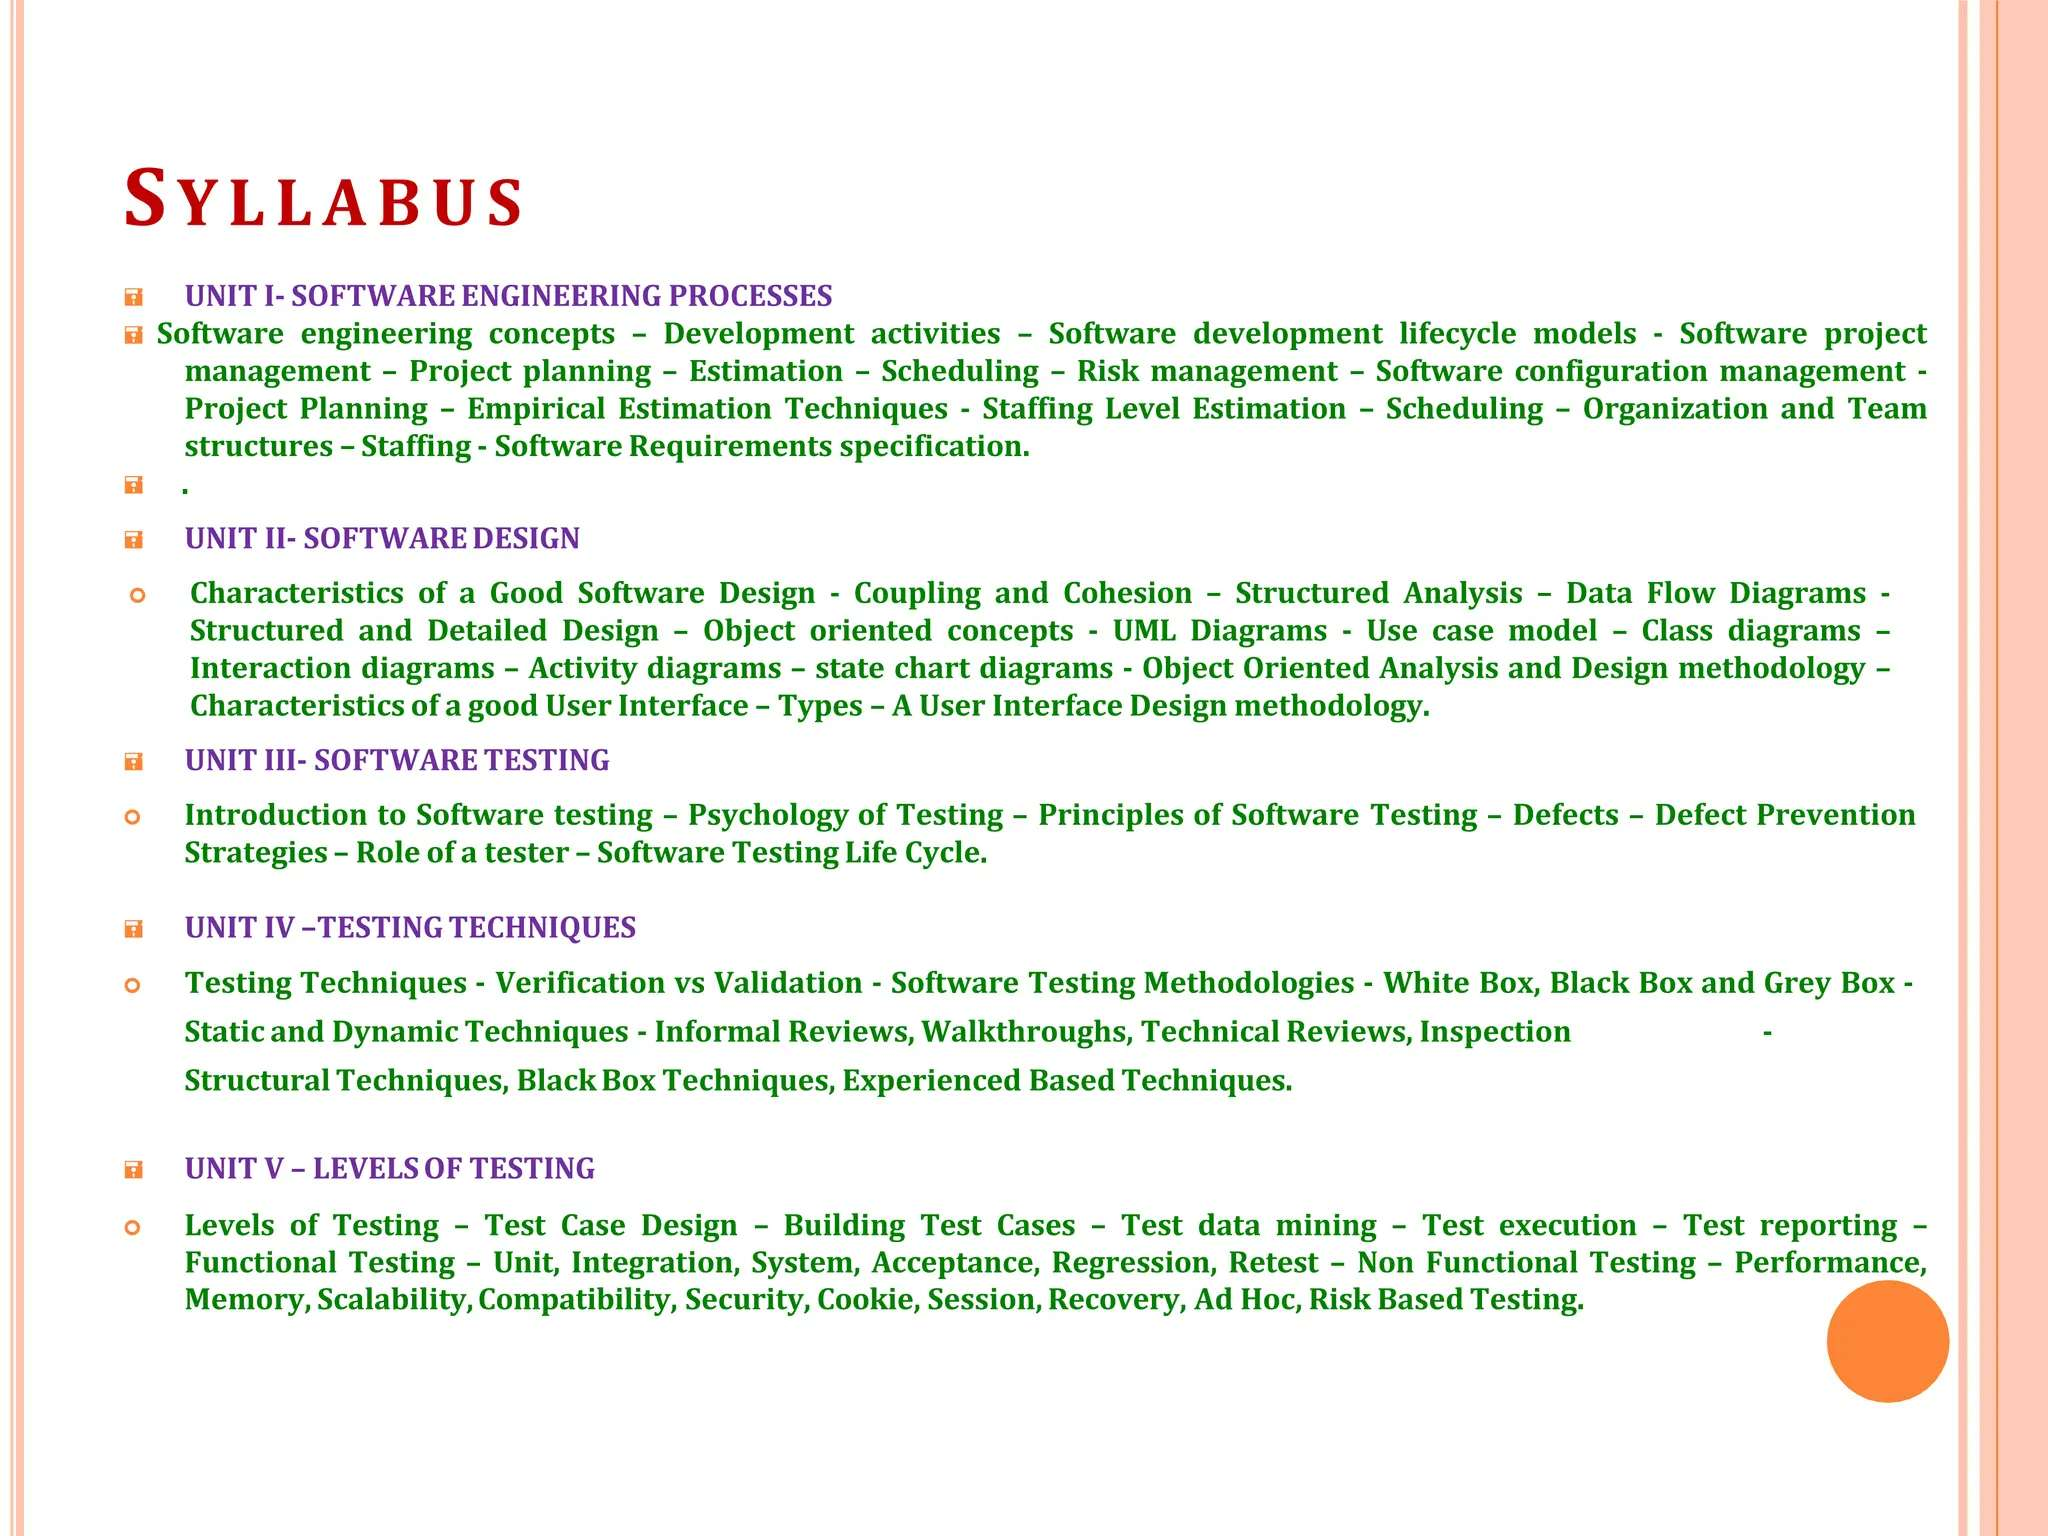 SYLLABUS
UNIT I- SOFTWARE ENGINEERING PROCESSES
Software engineering concepts – Development activities – Software development lifecycle models - Software project
management – Project planning – Estimation – Scheduling – Risk management – Software configuration management -
Project Planning – Empirical Estimation Techniques - Staffing Level Estimation – Scheduling – Organization and Team
structures – Staffing - Software Requirements specification.
.
UNIT II- SOFTWARE DESIGN
Characteristics of a Good Software Design - Coupling and Cohesion – Structured Analysis – Data Flow Diagrams -
Structured and Detailed Design – Object oriented concepts - UML Diagrams - Use case model – Class diagrams –
Interaction diagrams – Activity diagrams – state chart diagrams - Object Oriented Analysis and Design methodology –
Characteristics of a good User Interface – Types – A User Interface Design methodology.
UNIT III- SOFTWARE TESTING
Introduction to Software testing – Psychology of Testing – Principles of Software Testing – Defects – Defect Prevention
Strategies – Role of a tester – Software Testing Life Cycle.
UNIT IV –TESTING TECHNIQUES
Testing Techniques - Verification vs Validation - Software Testing Methodologies - White Box, Black Box and Grey Box -
Static and Dynamic Techniques - Informal Reviews, Walkthroughs, Technical Reviews, Inspection -
Structural Techniques, Black Box Techniques, Experienced Based Techniques.
UNIT V – LEVELS OF TESTING
Levels of Testing – Test Case Design – Building Test Cases – Test data mining – Test execution – Test reporting –
Functional Testing – Unit, Integration, System, Acceptance, Regression, Retest – Non Functional Testing – Performance,
Memory, Scalability, Compatibility, Security, Cookie, Session, Recovery, Ad Hoc, Risk Based Testing.